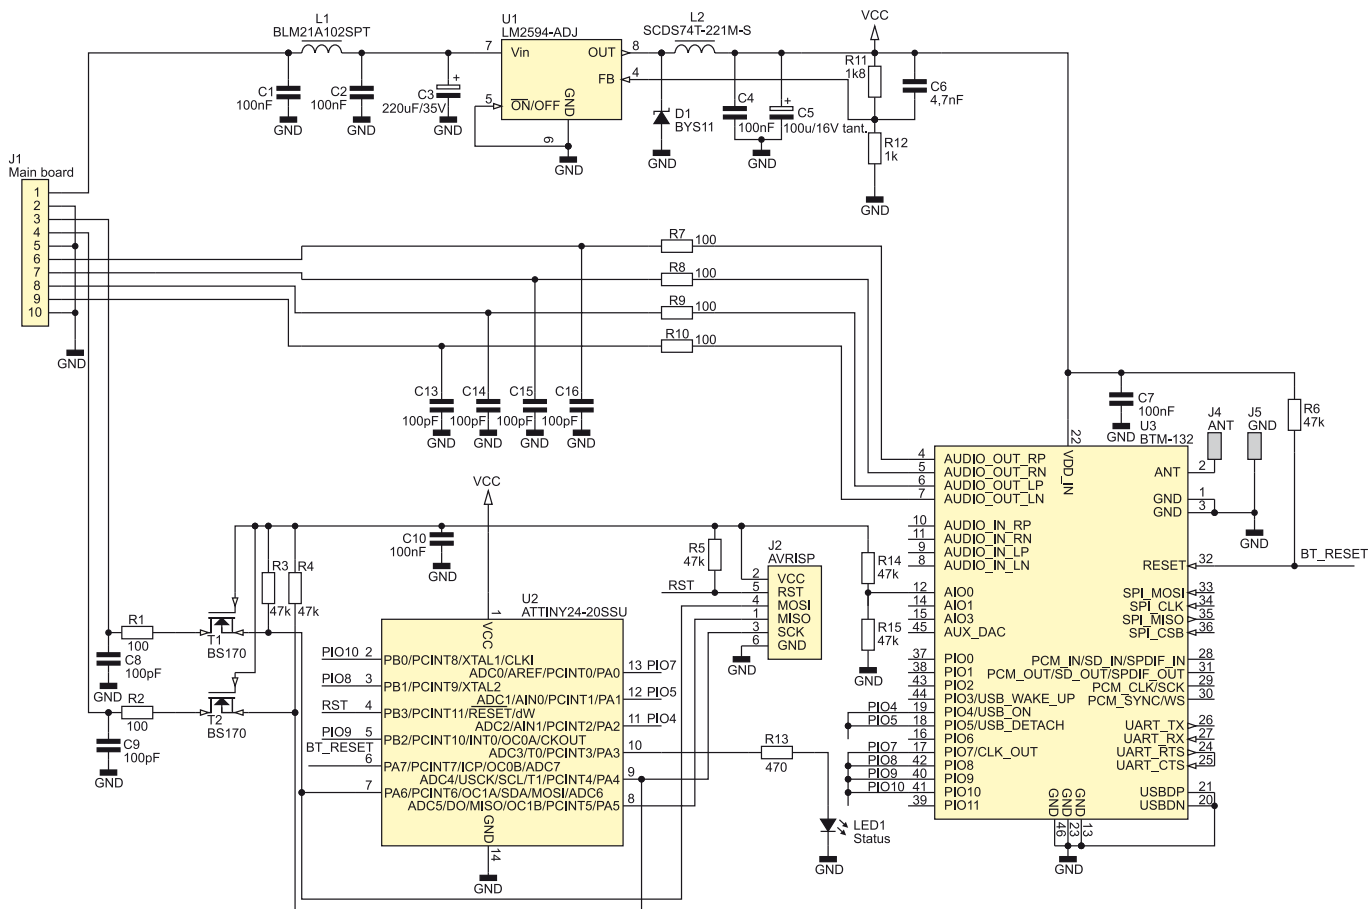 L1
BLM21A102SPT
U1
LM2594-ADJ
L2
SCDS74T-221M-S
VCC
7
Vin
OUT
8
FB
4
5
ON/OFF
GND
6
C1
100nF
C2
100nF
C3
220uF/35V
+
GND
GND
GND
GND
D1
BYS11
GND
C4
100nF
+
C5
100u/16V tant.
GND
R11
1k8
C6
4,7nF
R12
1k
GND
J1
Main board
1
2
3
4
5
6
7
8
9
10
GND
R7
100
R8
100
R9
100
R10
100
C13
100pF
C14
100pF
C15
100pF
C16
100pF
GND
GND
GND
GND
C7
100nF
GND
R6
47k
J4
ANT
J5
GND
U3
BTM-132
22
VDD_IN
4 AUDIO_OUT_RP
5 AUDIO_OUT_RN
6 AUDIO_OUT_LP
7 AUDIO_OUT_LN
10 AUDIO_IN_RP
11 AUDIO_IN_RN
9 AUDIO_IN_LP
8 AUDIO_IN_LN
12 AIO0
14 AIO1
15 AIO3
45 AUX_DAC
37 PIO0
38 PIO1
43 PIO2
44 PIO3/USB_WAKE_UP
PIO4 19 PIO4/USB_ON
PIO5 18 PIO5/USB_DETACH
16 PIO6
PIO7 17 PIO7/CLK_OUT
PIO8 42 PIO8
PIO9 40 PIO9
PIO10 41 PIO10
39 PIO11
ANT 2
GND 1
GND 3
GND
RESET 32
BT_RESET
SPI_MOSI 33
SPI_CLK 34
SPI_MISO 35
SPI_CSB 36
PCM_IN/SD_IN/SPDIF_IN 28
PCM_OUT/SD_OUT/SPDIF_OUT 31
PCM_CLK/SCK 29
PCM_SYNC/WS 30
UART_TX 26
UART_RX 27
UART_RTS 24
UART_CTS 25
USBDP 21
USBDN 20
GND
GND
GND
46
23
13
GND
VCC
C10
100nF
GND
R3
47k
R4
47k
R5
47k
RST
J2
AVRISP
2 VCC
5 RST
4 MOSI
1 MISO
3 SCK
6 GND
GND
R14
47k
R15
47k
GND
R1
100
T1
BS170
C8
100pF
GND
R2
100
T2
BS170
C9
100pF
GND
U2
ATTINY24-20SSU
1
VCC
PIO10 2 PB0/PCINT8/XTAL1/CLKI
ADC0/AREF/PCINT0/PA0 13 PIO7
PIO8 3 PB1/PCINT9/XTAL2
ADC1/AIN0/PCINT1/PA1 12 PIO5
RST 4 PB3/PCINT11/RESET/dW
ADC2/AIN1/PCINT2/PA2 11 PIO4
PIO9 5 PB2/PCINT10/INT0/OC0A/CKOUT
ADC3/T0/PCINT3/PA3 10
BT_RESET 6 PA7/PCINT7/ICP/OC0B/ADC7
ADC4/USCK/SCL/T1/PCINT4/PA4 9
7 PA6/PCINT6/OC1A/SDA/MOSI/ADC6
ADC5/DO/MISO/OC1B/PCINT5/PA5 8
GND
14
GND
R13
470
LED1
Status
GND